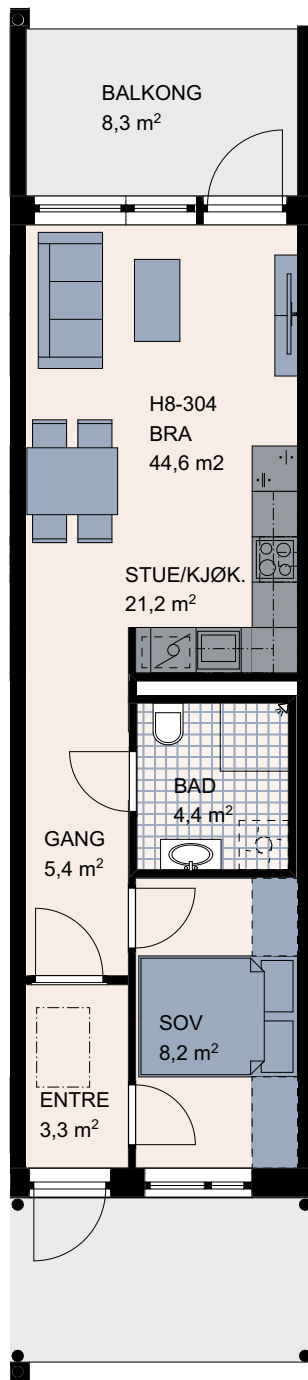 BALKONG
8,3 m²
H8-304
BRA
44,6 m2
STUE/KJØK.
21,2 m²
BAD
4,4 m²
GANG
5,4 m²
SOV
8,2 m²
ENTRE
3,3 m²